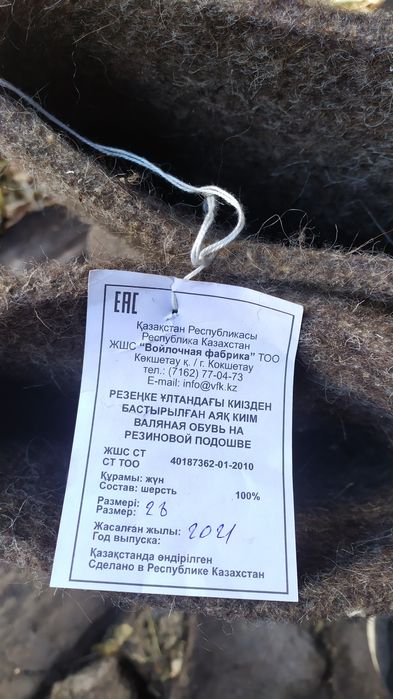 EAC
Қазақстан Республикасы
Республика Казахстан
ЖШС "Войлочная фабрика" ТОО
Көкшетау қ. / г. Кокшетау
тел.: (7162) 77-04-73
E-mail: info@vfk.kz
РЕЗЕҢКЕ ҰЛТАНДАҒЫ КИІЗДЕН
БАСТЫРЫЛҒАН АЯҚ КИІМ
ВАЛЯНАЯ ОБУВЬ НА
РЕЗИНОВОЙ ПОДОШВЕ
ЖШС СТ
СТ ТОО 40187362-01-2010
Құрамы: жүн
Состав: шерсть 100%
Размері:
Размер: 28
Жасалған жылы: 2021
Год выпуска:
Қазақстанда өндірілген
Сделано в Республике Казахстан